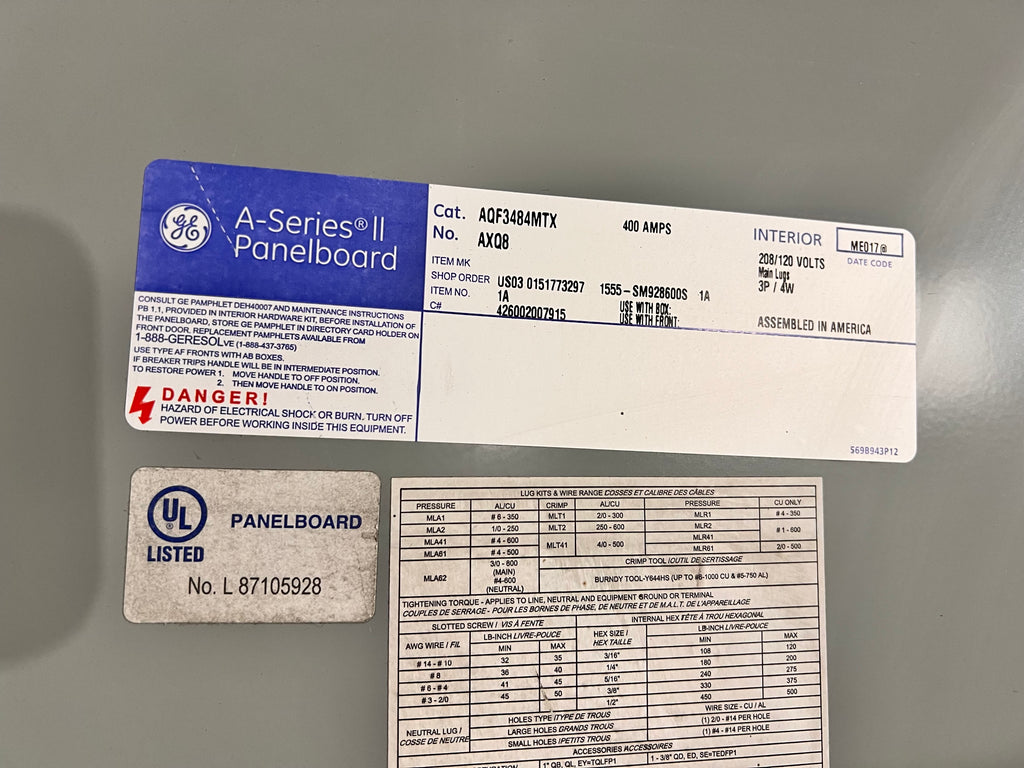 GE
A-Series® II
Panelboard
Cat. AQF3484MTX 400 AMPS
No. AXQ8
INTERIOR
ME017@
DATE CODE
208/120 VOLTS
Main Lugs
3P / 4W
ITEM MK
SHOP ORDER US03 0151773297 1555-SM928600S 1A
ITEM NO. 1A USE WITH BOX:
C# 426002007915 USE WITH FRONT:
ASSEMBLED IN AMERICA
CONSULT GE PAMPHLET DEH40007 AND MAINTENANCE INSTRUCTIONS
PB 1.1, PROVIDED IN INTERIOR HARDWARE KIT, BEFORE INSTALLATION OF
THE PANELBOARD, STORE GE PAMPHLET IN DIRECTORY CARD HOLDER ON
FRONT DOOR. REPLACEMENT PAMPHLETS AVAILABLE FROM
1-888-GERESOLVE (1-888-437-3765)
USE TYPE AF FRONTS WITH AB BOXES.
IF BREAKER TRIPS HANDLE WILL BE IN INTERMEDIATE POSITION.
TO RESTORE POWER 1. MOVE HANDLE TO OFF POSITION.
2. THEN MOVE HANDLE TO ON POSITION.
DANGER!
HAZARD OF ELECTRICAL SHOCK OR BURN. TURN OFF
POWER BEFORE WORKING INSIDE THIS EQUIPMENT.
569B943P12
UL ®
LISTED
PANELBOARD
No. L 87105928
LUG KITS & WIRE RANGE COSSES ET CALIBRE DES CÂBLES
PRESSURE AL/CU CRIMP AL/CU PRESSURE CU ONLY
MLA1 # 6 - 350 MLT1 2/0 - 300 MLR1 # 4 - 350
MLA2 1/0 - 250 MLT2 250 - 600 MLR2 # 1 - 600
MLA41 # 4 - 600 MLT41 4/0 - 500 MLR41
MLA61 # 4 - 500 MLR61 2/0 - 500
MLA62 3/0 - 800 (MAIN) #4-600 (NEUTRAL)
CRIMP TOOL /OUTIL DE SERTISSAGE
BURNDY TOOL-Y644HS (UP TO #8-1000 CU & #5-750 AL)
TIGHTENING TORQUE - APPLIES TO LINE, NEUTRAL AND EQUIPMENT GROUND OR TERMINAL
COUPLES DE SERRAGE - POUR LES BORNES DE PHASE, DE NEUTRE ET DE M.A.L.T. DE L'APPAREILLAGE
SLOTTED SCREW / VIS À FENTE INTERNAL HEX /TÊTE À TROU HEXAGONAL
AWG WIRE / FIL LB-INCH /LIVRE-POUCE HEX SIZE / HEX TAILLE LB-INCH /LIVRE-POUCE
MIN MAX MIN MAX
# 14 - # 10 32 35 3/16" 108 120
# 8 36 40 1/4" 180 200
# 6 - # 4 41 45 5/16" 240 275
# 3 - 2/0 45 50 3/8" 330 375
1/2" 450 500
NEUTRAL LUG / COSSE DE NEUTRE
HOLES TYPE /TYPE DE TROUS WIRE SIZE - CU / AL
LARGE HOLES GRANDS TROUS (1) 2/0 - #14 PER HOLE
SMALL HOLES /PETITS TROUS (1) #4 - #14 PER HOLE
ACCESSORIES ACCESSOIRES
1" QB, QL, EY=TQLFP1 1 - 3/8" QD, ED, SE=TEDFP1